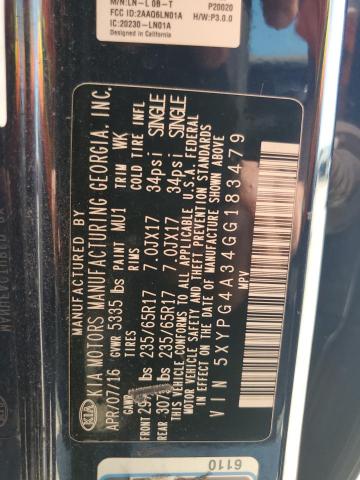 M/N:LN-L OB-T P20020
FCC ID:2AAQ6LN01A
IC:20230-LN01A H/W:P3.0.0
Designed in California
MANUFACTURED BY
KIA KIA MOTORS MANUFACTURING GEORGIA. INC.
APR/07/16 GVWR 5335 lbs PAINT MU1 TRIM WK
GAWR TIRES RIMS COLD TIRE INFL
FRONT lbs 235/65R17 7.0JX17 34psi SINGLE
REAR lbs 235/65R17 7.0JX17 34psi SINGLE
THIS VEHICLE CONFORMS TO ALL APPLICABLE U.S.A. FEDERAL
MOTOR VEHICLE SAFETY AND THEFT PREVENTION STANDARDS
IN EFFECT ON THE DATE OF MANUFACTURE SHOWN ABOVE.
VIN 5XYPG4A34GG183479
MPV
6110